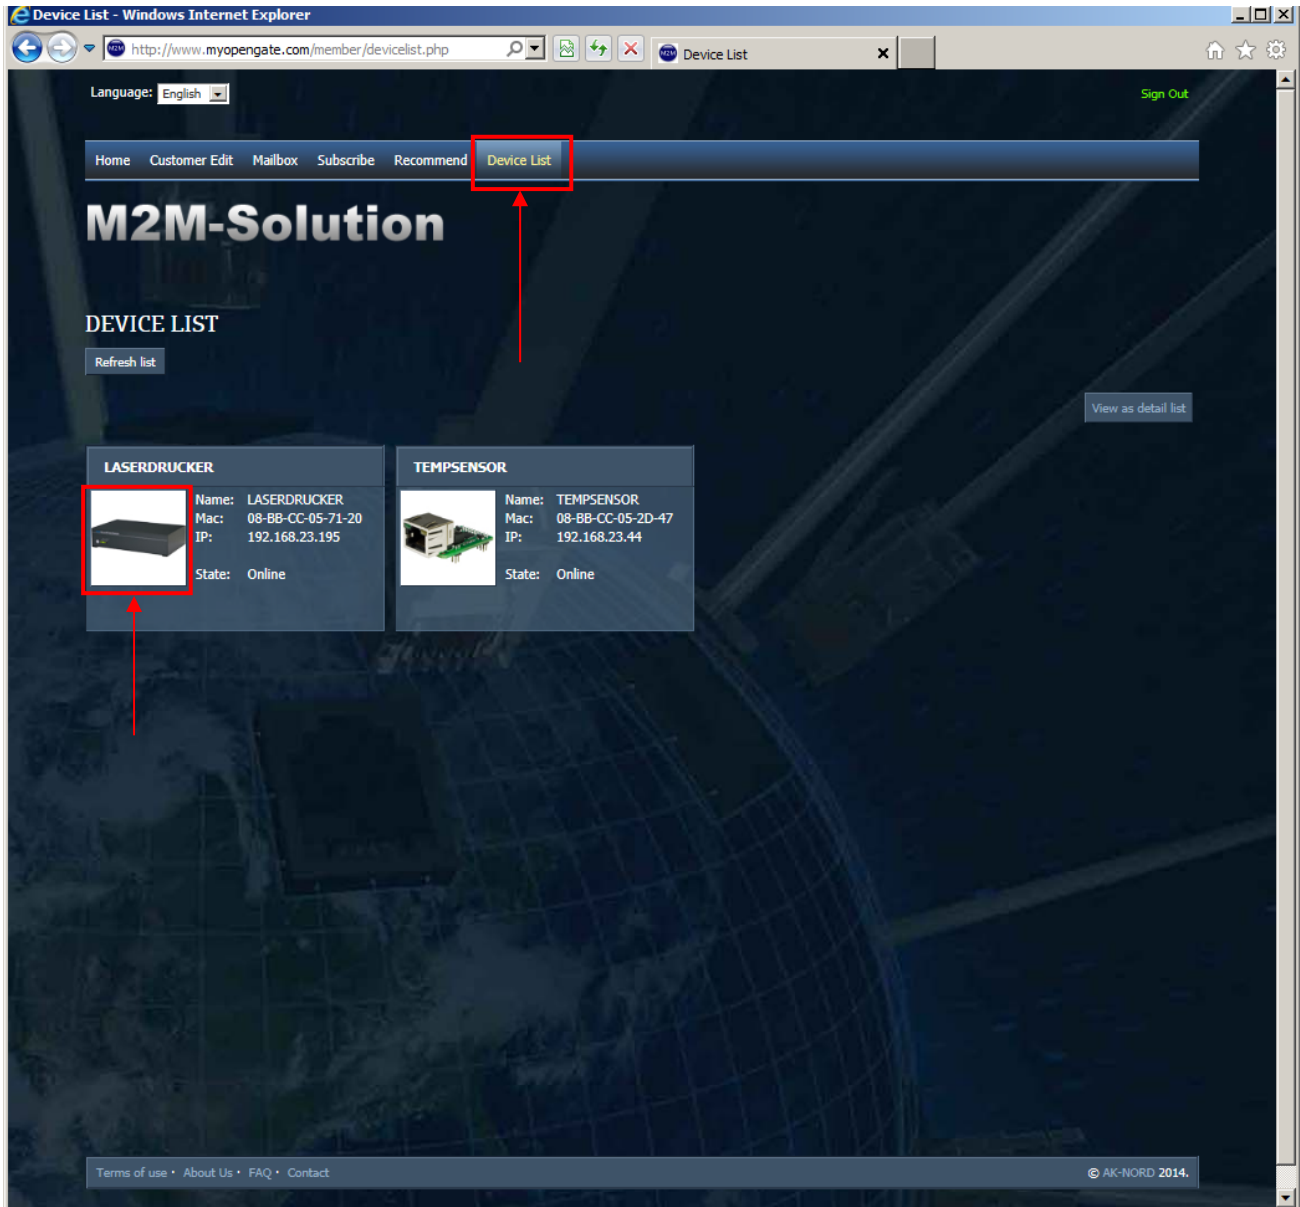 Device List - Windows Internet Explorer
http://www.myopengate.com/member/devicelist.php
M2M Device List
Language: English
Sign Out
Home Customer Edit Mailbox Subscribe Recommend Device List
M2M-Solution
DEVICE LIST
Refresh list
View as detail list
LASERDRUCKER
Name: LASERDRUCKER
Mac: 08-BB-CC-05-71-20
IP: 192.168.23.195
State: Online
TEMPSENSOR
Name: TEMPSENSOR
Mac: 08-BB-CC-05-2D-47
IP: 192.168.23.44
State: Online
Terms of use • About Us • FAQ • Contact
© AK-NORD 2014.